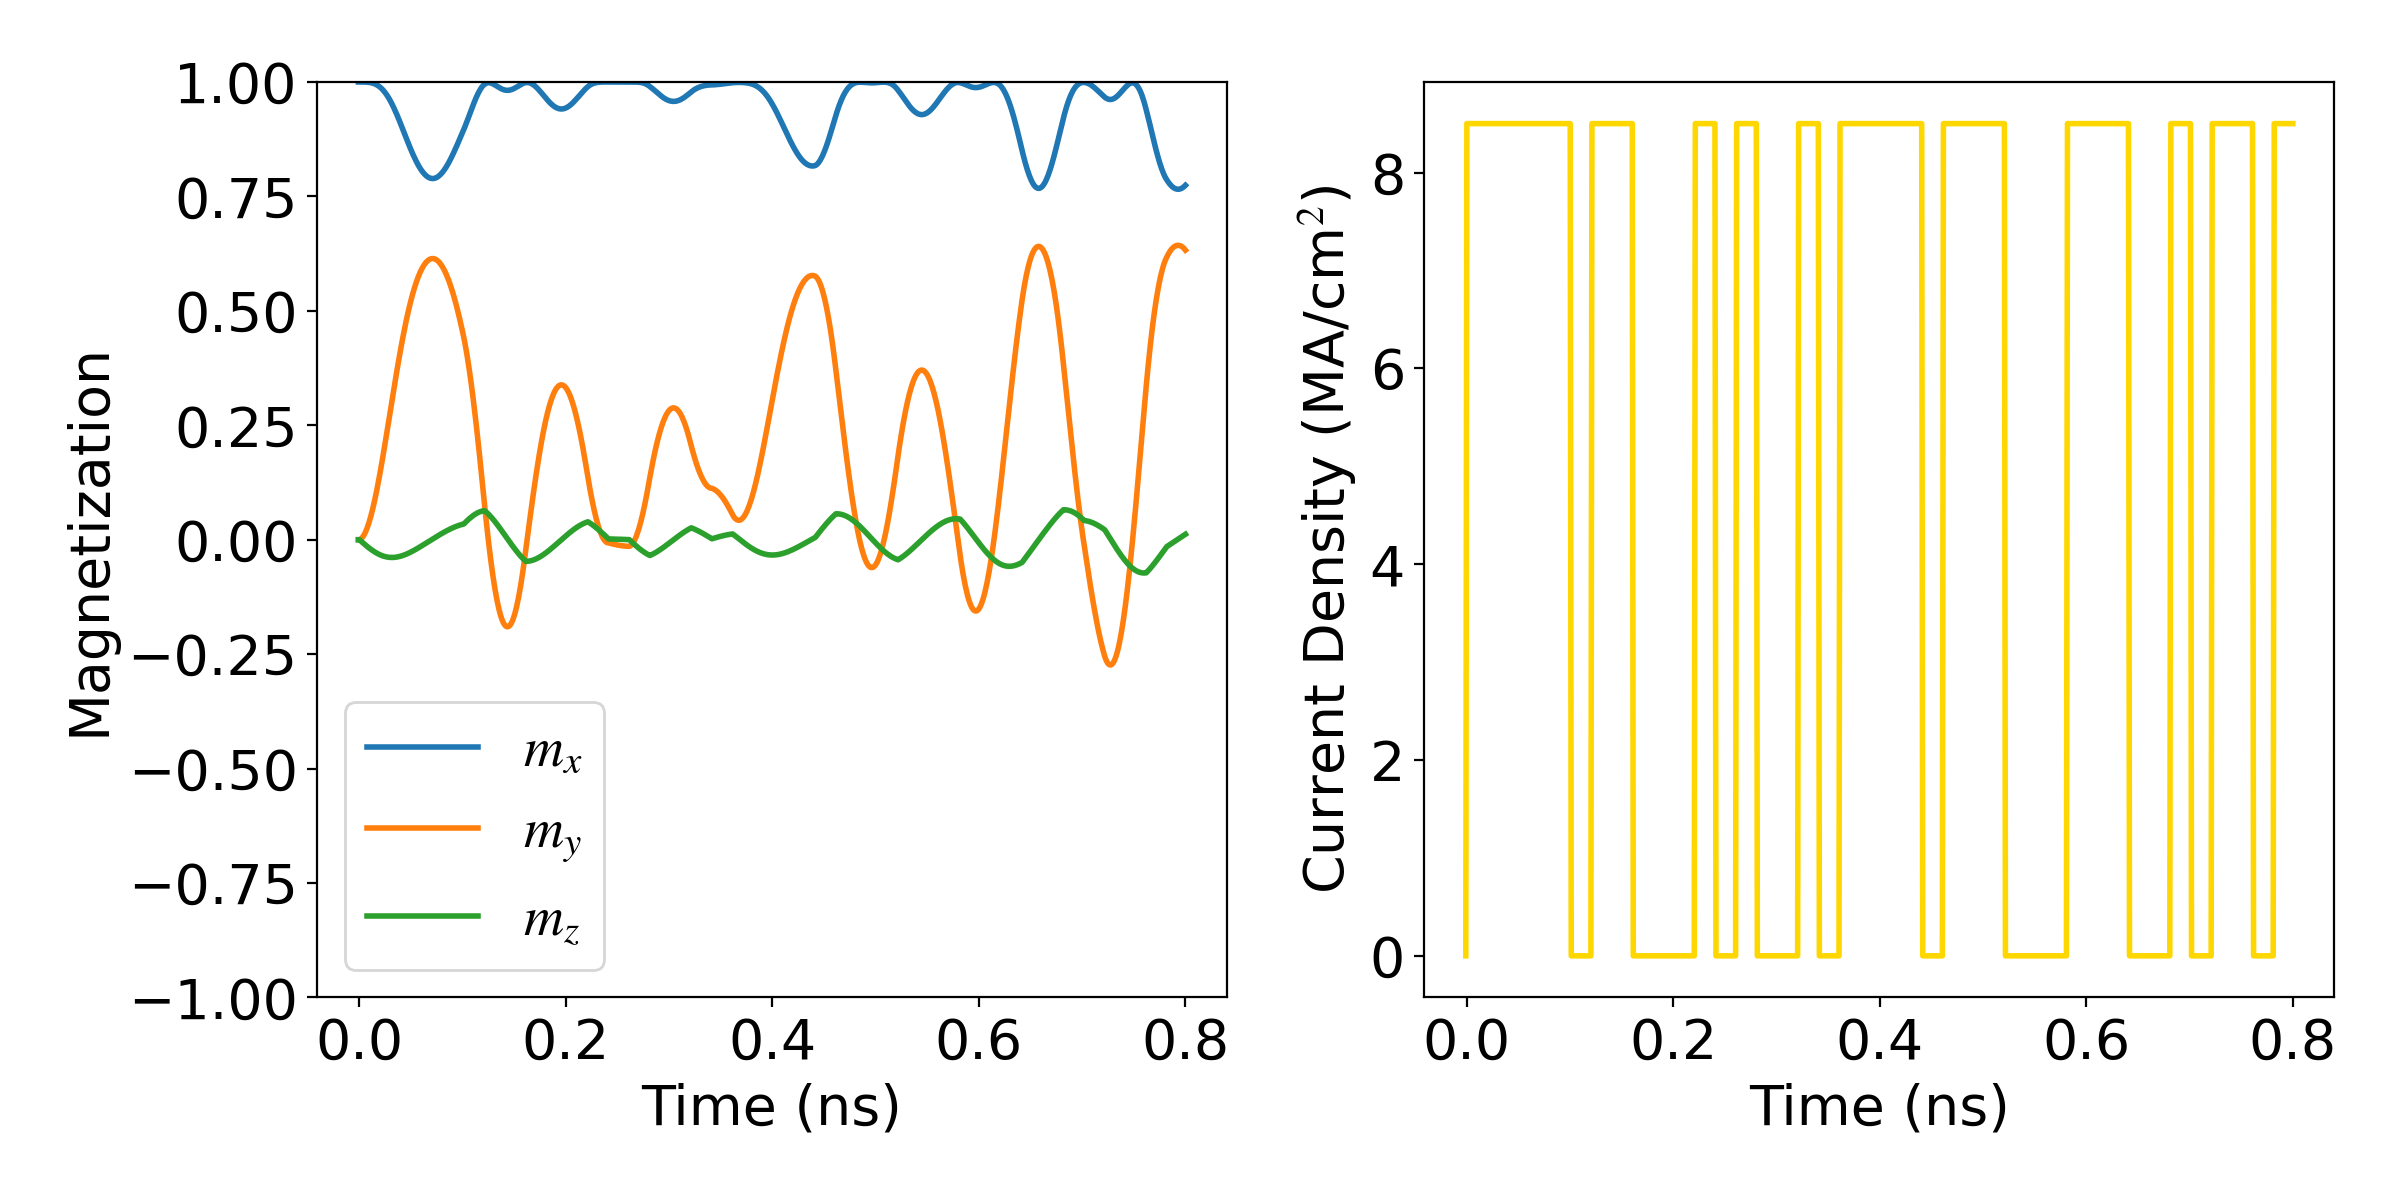 Magnetization
1.00
0.75
0.50
0.25
0.00
−0.25
−0.50
−0.75
−1.00
m_x
m_y
m_z
0.0 0.2 0.4 0.6 0.8
Time (ns)
Current Density (MA/cm²)
8
6
4
2
0
0.0 0.2 0.4 0.6 0.8
Time (ns)